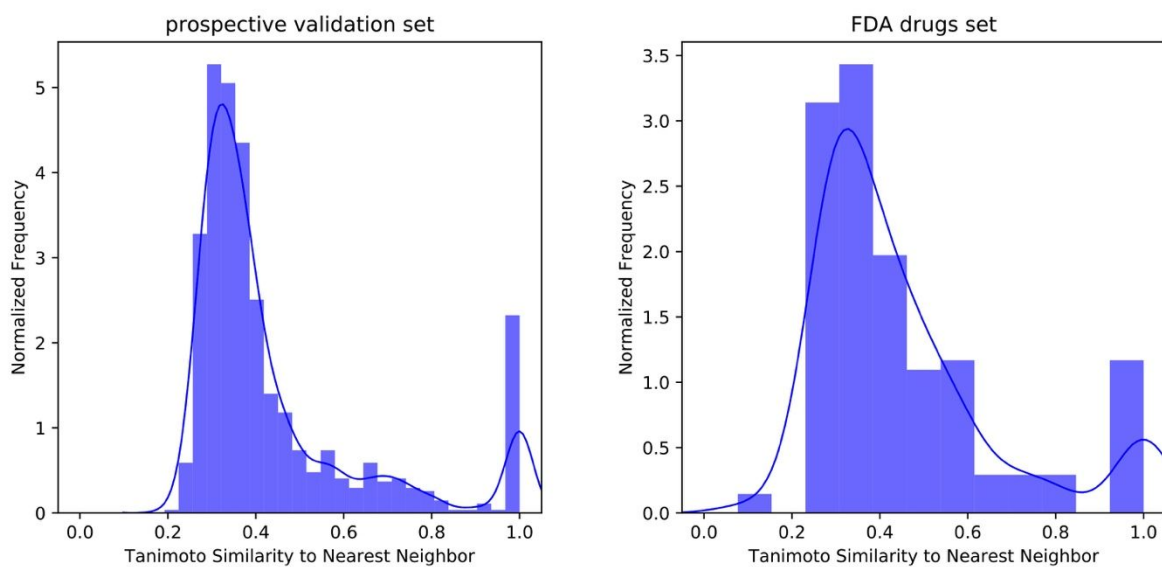 prospective validation set
Normalized Frequency
5
4
3
2
1
0
0.0 0.2 0.4 0.6 0.8 1.0
Tanimoto Similarity to Nearest Neighbor
FDA drugs set
Normalized Frequency
3.5
3.0
2.5
2.0
1.5
1.0
0.5
0.0
0.0 0.2 0.4 0.6 0.8 1.0
Tanimoto Similarity to Nearest Neighbor